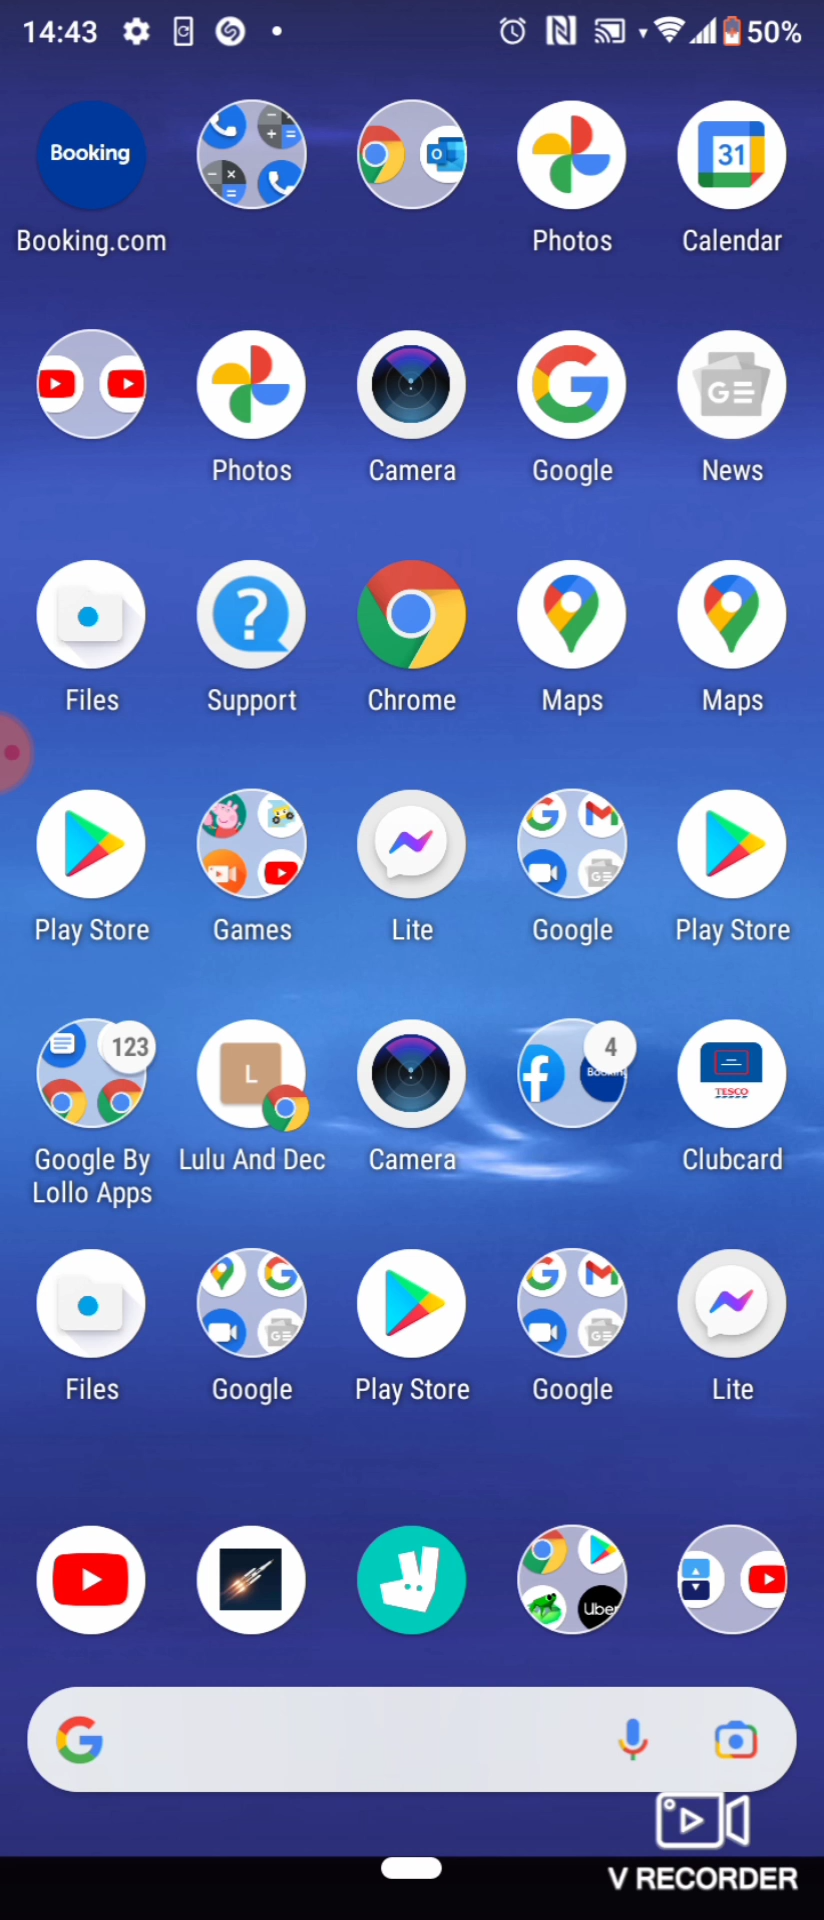 14:43 50%
Booking
Booking.com Photos Calendar
31
Photos Camera Google News
Files Support Chrome Maps Maps
Play Store Games Lite Google Play Store
123 4
L Booking TESCO
Google By Lollo Apps Lulu And Dec Camera Clubcard
Files Google Play Store Google Lite
Uber
V RECORDER